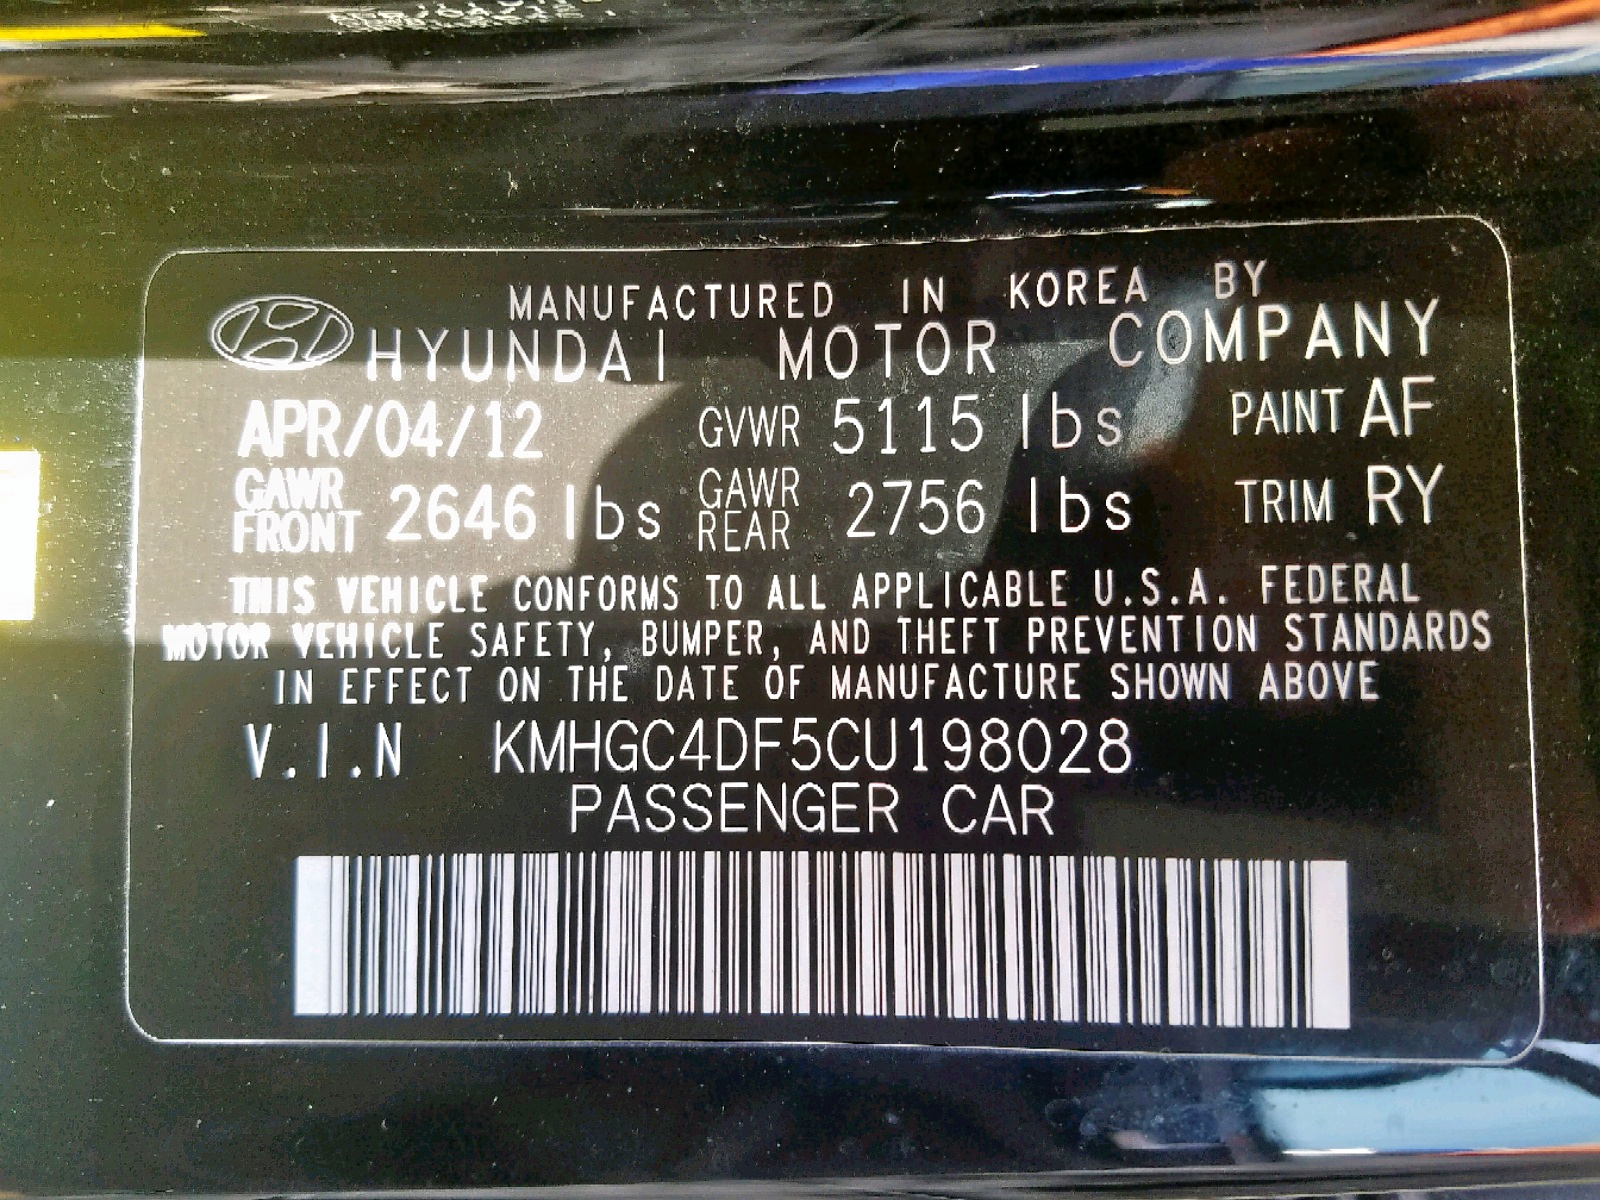 MANUFACTURED IN KOREA BY
HYUNDAI MOTOR COMPANY
APR/04/12 GVWR 5115 lbs PAINT AF
GAWR FRONT 2646 lbs GAWR REAR 2756 lbs TRIM RY
THIS VEHICLE CONFORMS TO ALL APPLICABLE U.S.A. FEDERAL
MOTOR VEHICLE SAFETY, BUMPER, AND THEFT PREVENTION STANDARDS
IN EFFECT ON THE DATE OF MANUFACTURE SHOWN ABOVE
V.I.N KMHGC4DF5CU198028
PASSENGER CAR